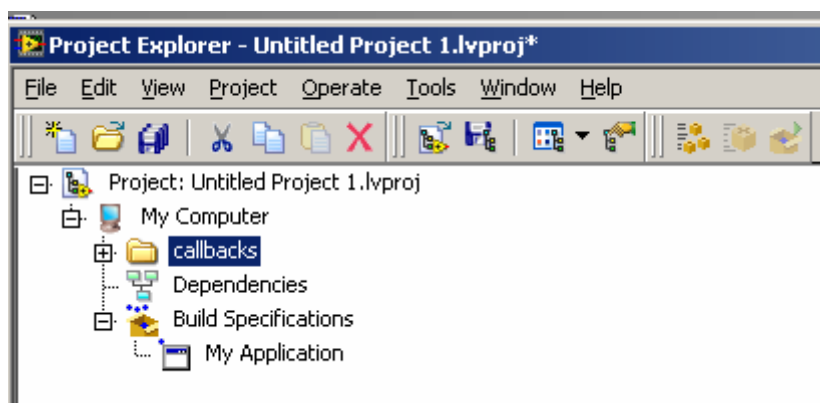 Project Explorer - Untitled Project 1.lvproj*
File Edit View Project Operate Tools Window Help
Project: Untitled Project 1.lvproj
My Computer
callbacks
Dependencies
Build Specifications
My Application